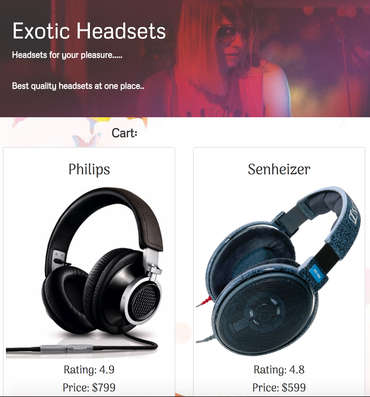 Exotic Headsets
Headsets for your pleasure.....
Best quality headsets at one place..
Cart:
Philips
Senheizer
Rating: 4.9
Rating: 4.8
Price: $799
Price: $599